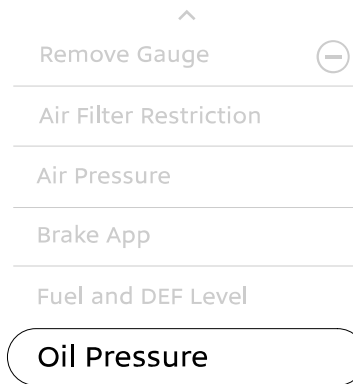 Remove Gauge
Air Filter Restriction
Air Pressure
Brake App
Fuel and DEF Level
Oil Pressure